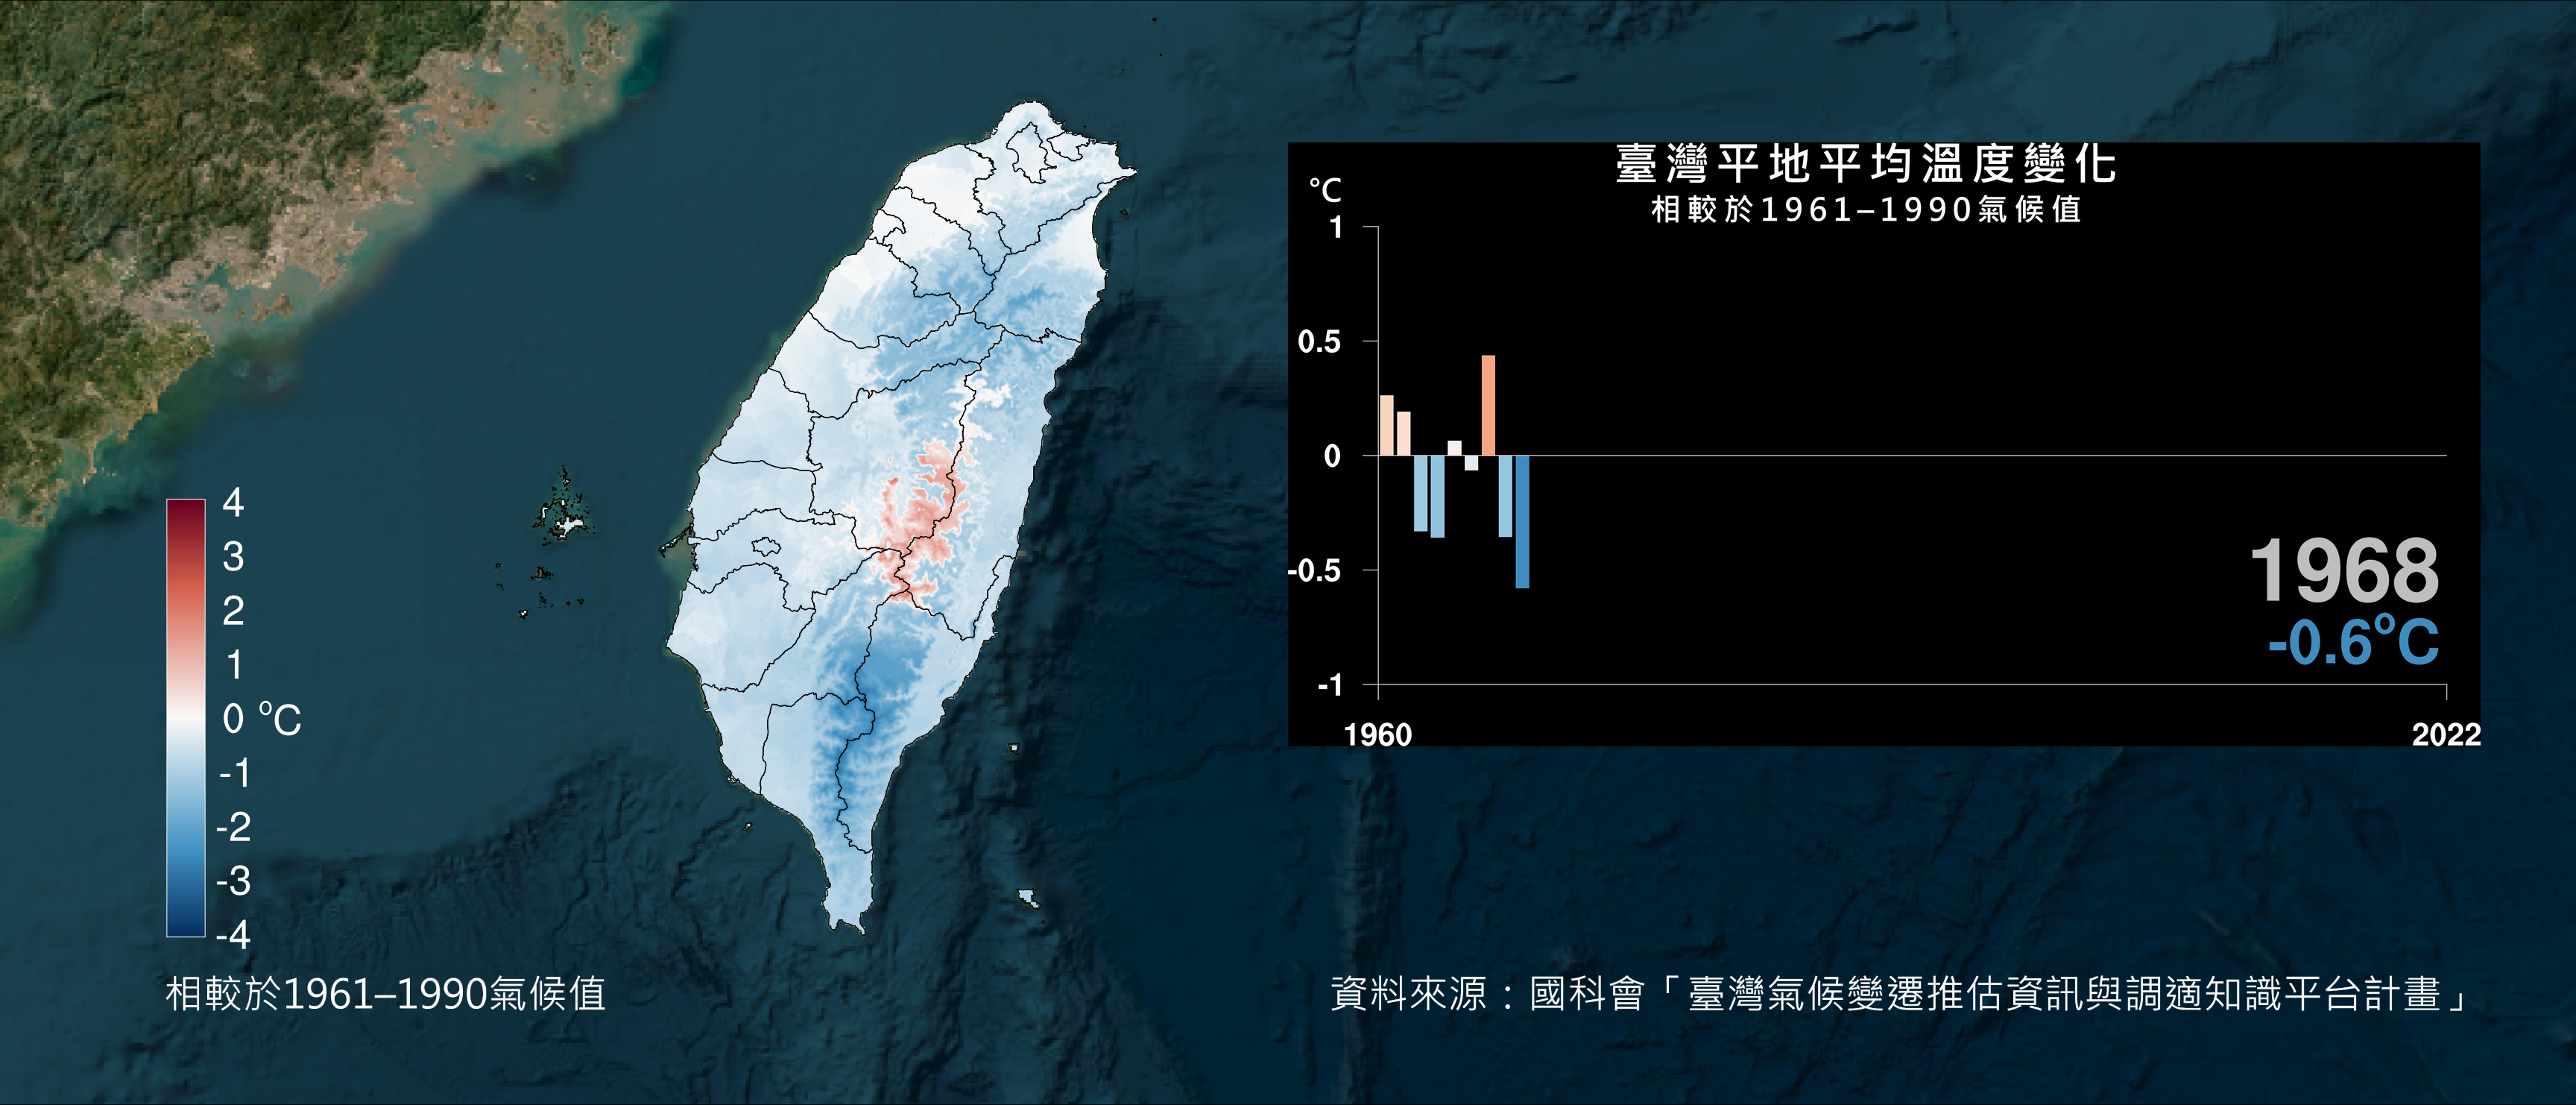 臺灣平地平均溫度變化
相較於1961–1990氣候值
°C
1
0.5
0
-0.5
-1
1960
2022
1968
-0.6°C
4
3
2
1
0 °C
-1
-2
-3
-4
相較於1961–1990氣候值
資料來源：國科會「臺灣氣候變遷推估資訊與調適知識平台計畫」